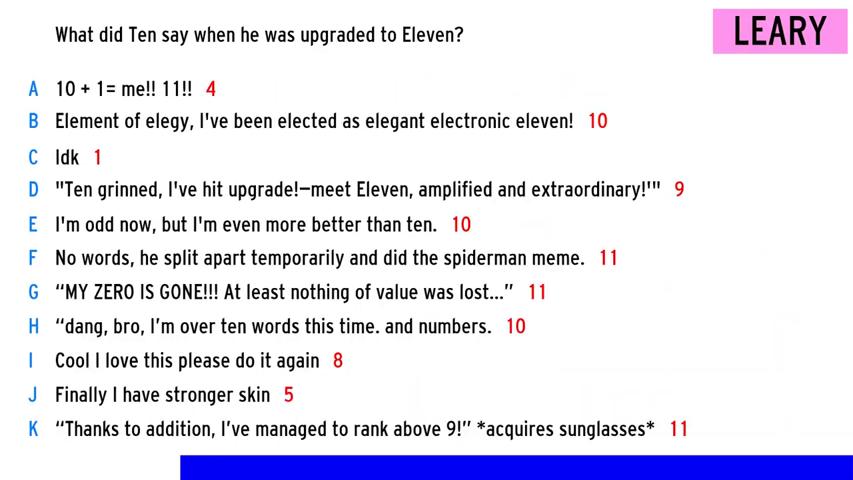 What did Ten say when he was upgraded to Eleven?
LEARY
A 10 + 1= me!! 11!! 4
B Element of elegy, I've been elected as elegant electronic eleven! 10
C Idk 1
D "Ten grinned, I've hit upgrade!—meet Eleven, amplified and extraordinary!'" 9
E I'm odd now, but I'm even more better than ten. 10
F No words, he split apart temporarily and did the spiderman meme. 11
G “MY ZERO IS GONE!!! At least nothing of value was lost...” 11
H “dang, bro, I’m over ten words this time. and numbers. 10
I Cool I love this please do it again 8
J Finally I have stronger skin 5
K “Thanks to addition, I’ve managed to rank above 9!” *acquires sunglasses* 11